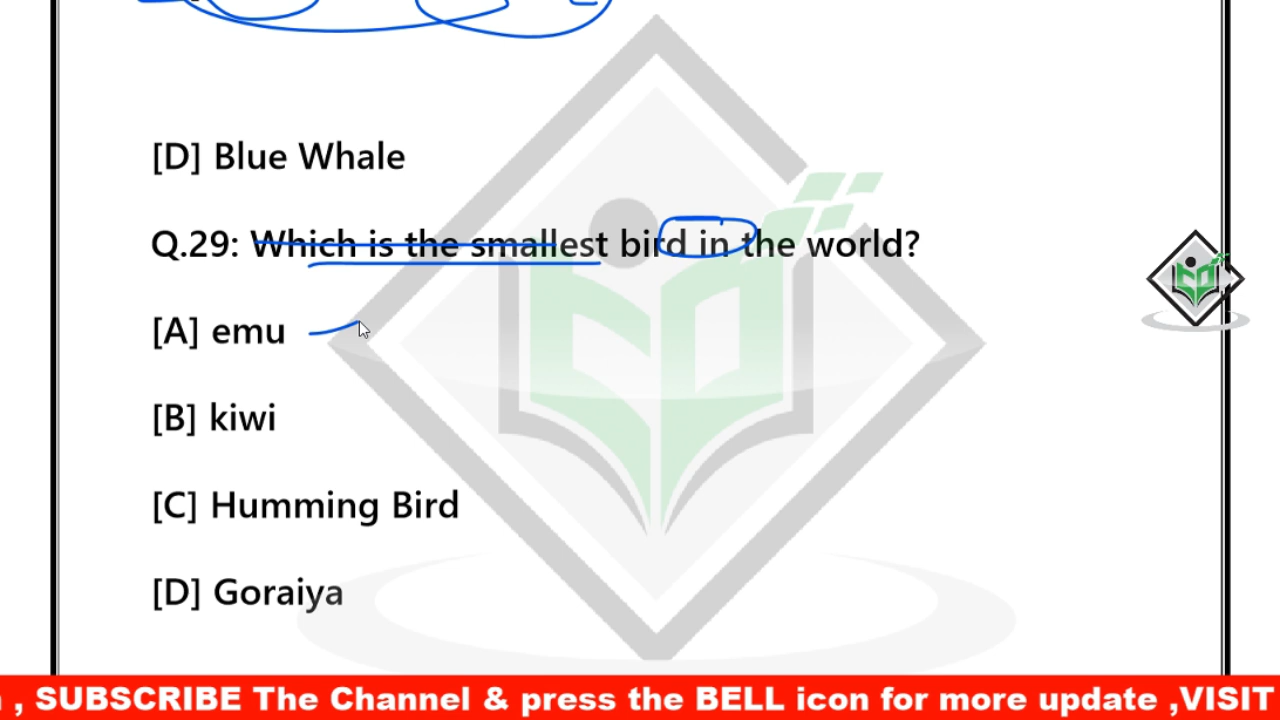 [D] Blue Whale
Q.29: Which is the smallest bird in the world?
[A] emu
[B] kiwi
[C] Humming Bird
[D] Goraiya
, SUBSCRIBE The Channel & press the BELL icon for more update ,VISIT